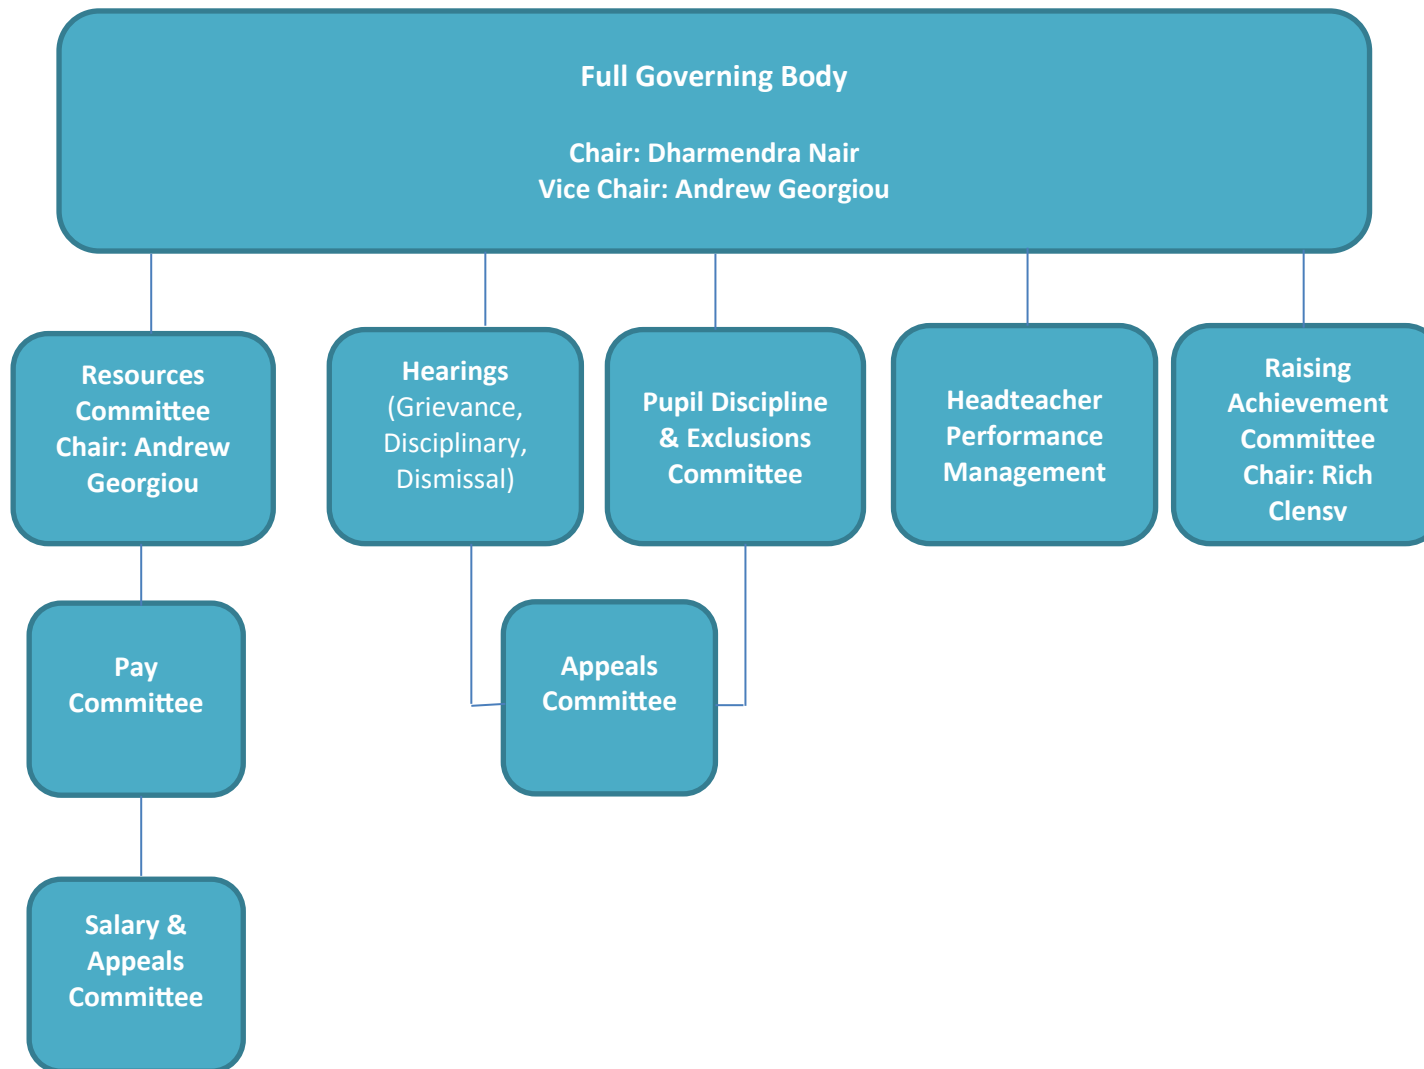 Full Governing Body
Chair: Dharmendra Nair
Vice Chair: Andrew Georgiou
Resources
Committee
Chair: Andrew
Georgiou
Hearings
(Grievance,
Disciplinary,
Dismissal)
Pupil Discipline
& Exclusions
Committee
Headteacher
Performance
Management
Raising
Achievement
Committee
Chair: Rich
Clensv
Pay
Committee
Appeals
Committee
Salary &
Appeals
Committee